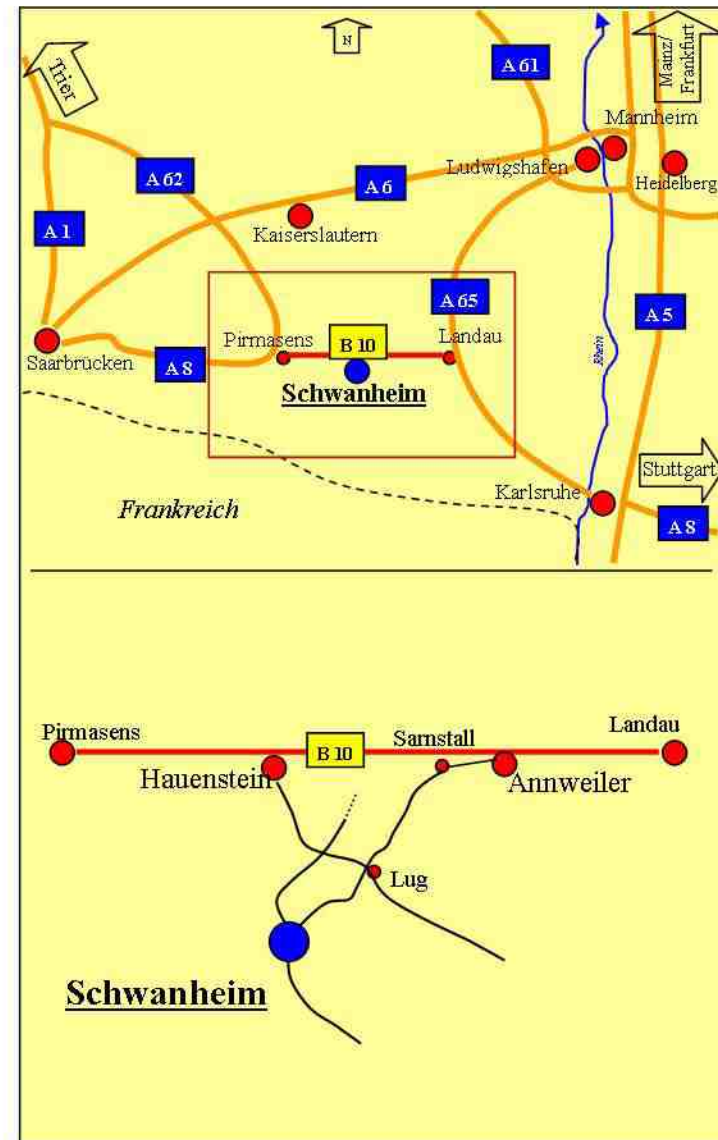 N
Trier
A 61
Mainz/
Frankfurt
Mannheim
Ludwigshafen
Heidelberg
A 62
A 6
A 1
Kaiserslautern
A 65
A 5
Pirmasens
B 10
Landau
Rhein
Saarbrücken
A 8
Schwanheim
Stuttgart
Karlsruhe
Frankreich
A 8
Pirmasens
B 10
Sarnstall
Landau
Hauenstein
Annweiler
Lug
Schwanheim